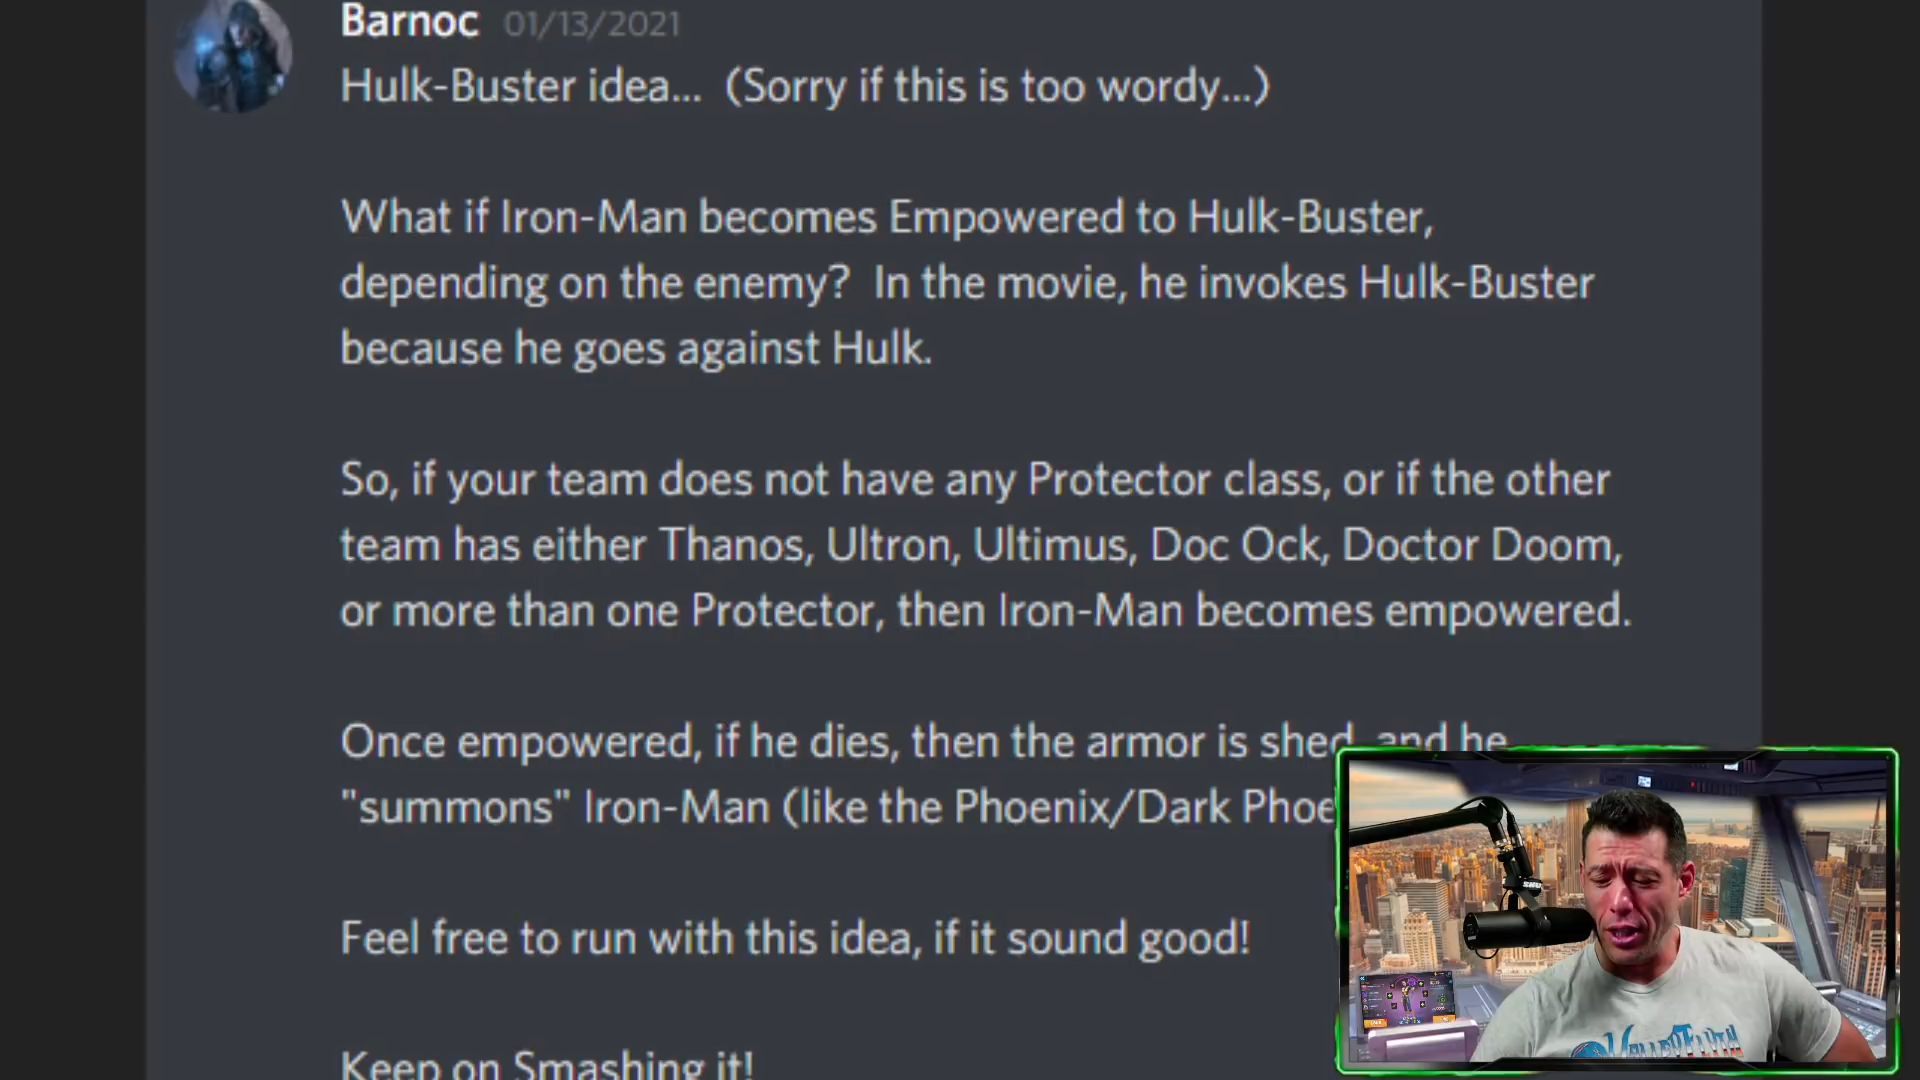 Barnoc 01/13/2021
Hulk-Buster idea... (Sorry if this is too wordy...)
What if Iron-Man becomes Empowered to Hulk-Buster,
depending on the enemy? In the movie, he invokes Hulk-Buster
because he goes against Hulk.
So, if your team does not have any Protector class, or if the other
team has either Thanos, Ultron, Ultimus, Doc Ock, Doctor Doom,
or more than one Protector, then Iron-Man becomes empowered.
Once empowered, if he dies, then the armor is shed, and he
"summons" Iron-Man (like the Phoenix/Dark Phoe
Feel free to run with this idea, if it sound good!
Keep on Smashing it!